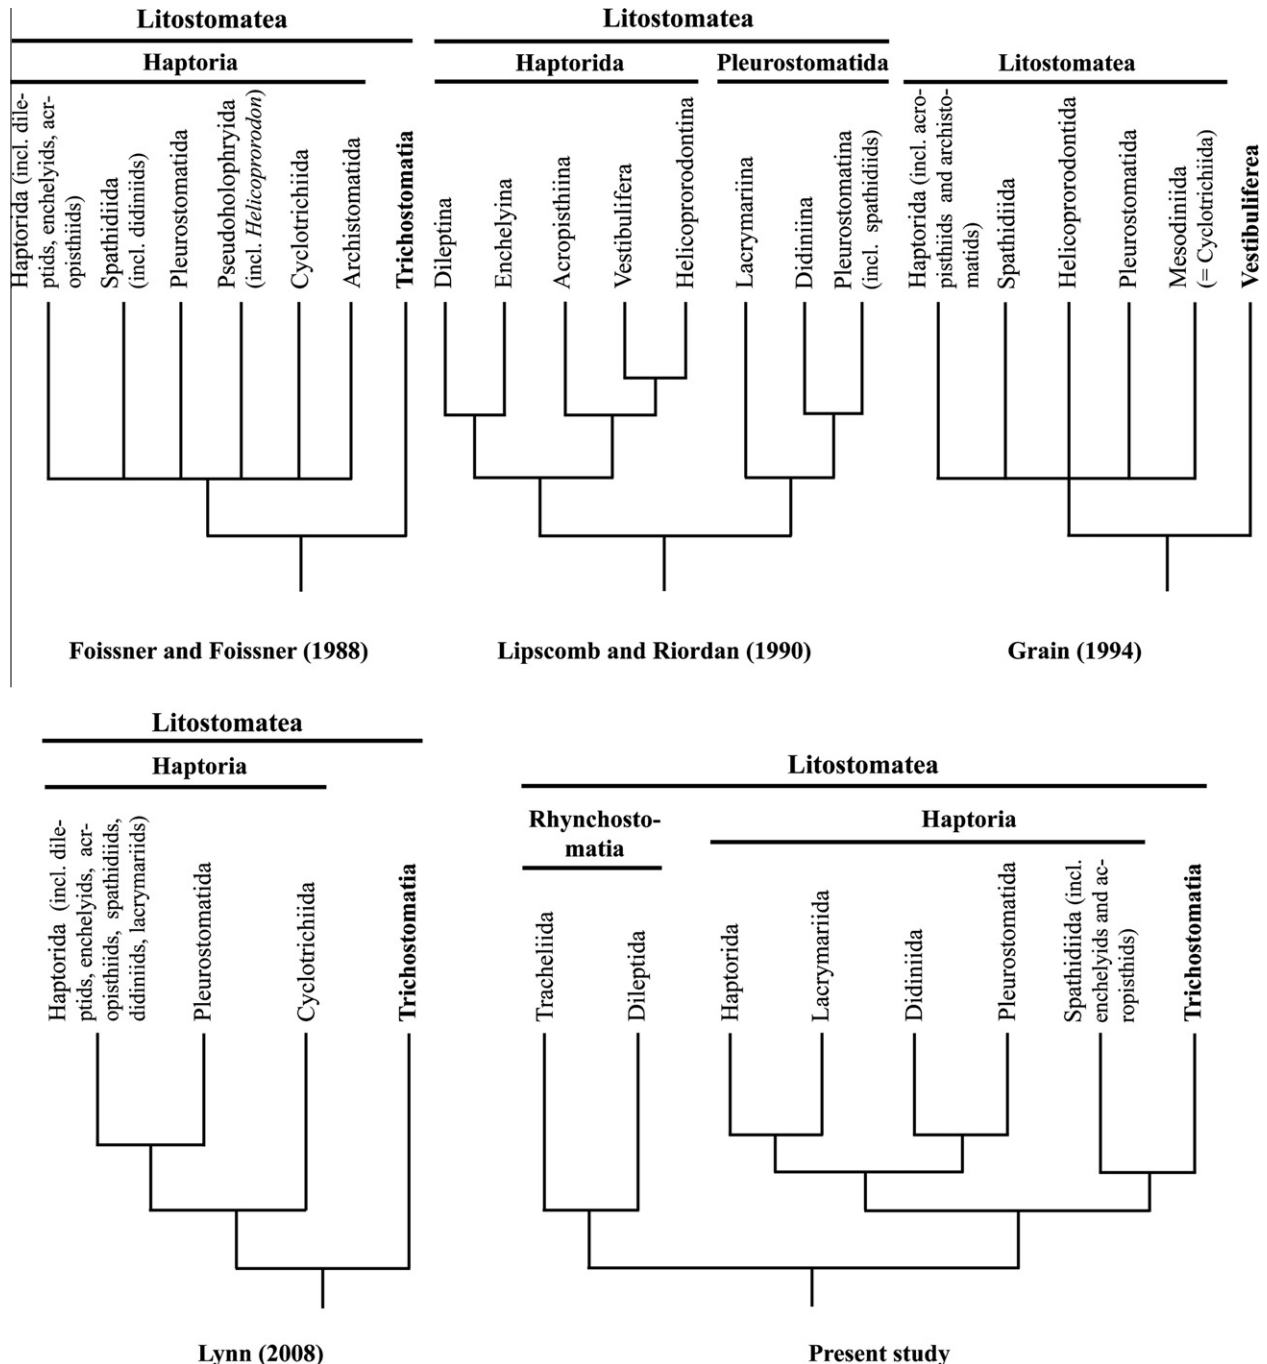 Litostomatea
Haptoria
Haptorida (incl. dile-
ptids, enchelyids, acr-
opisthiids)
Spathidiida
(incl. didiniids)
Pleurostomatida
Pseudoholophryida
(incl. Helicoprorodon)
Cyclotrichiida
Archistomatida
Trichostomatia
Foissner and Foissner (1988)
Litostomatea
Haptorida
Pleurostomatida
Dileptina
Enchelyina
Acropisthiina
Vestibulifera
Helicoprorodontina
Lacrymariina
Didiniina
Pleurostomatina
(incl. spathidiids)
Lipscomb and Riordan (1990)
Litostomatea
Haptorida (incl. acro-
pisthiids and archisto-
matids)
Spathidiida
Helicoprorodontida
Pleurostomatida
Mesodiniida
(= Cyclotrichiida)
Vestibuliferea
Grain (1994)
Litostomatea
Haptoria
Haptorida (incl. dile-
ptids, enchelyids, acr-
opisthiids, spathidiids,
didiniids, lacrymariids)
Pleurostomatida
Cyclotrichiida
Trichostomatia
Lynn (2008)
Litostomatea
Rhynchosto-
matia
Haptoria
Tracheliida
Dileptida
Haptorida
Lacrymariida
Didiniida
Pleurostomatida
Spathidiida (incl.
enchelyids and ac-
ropisthids)
Trichostomatia
Present study